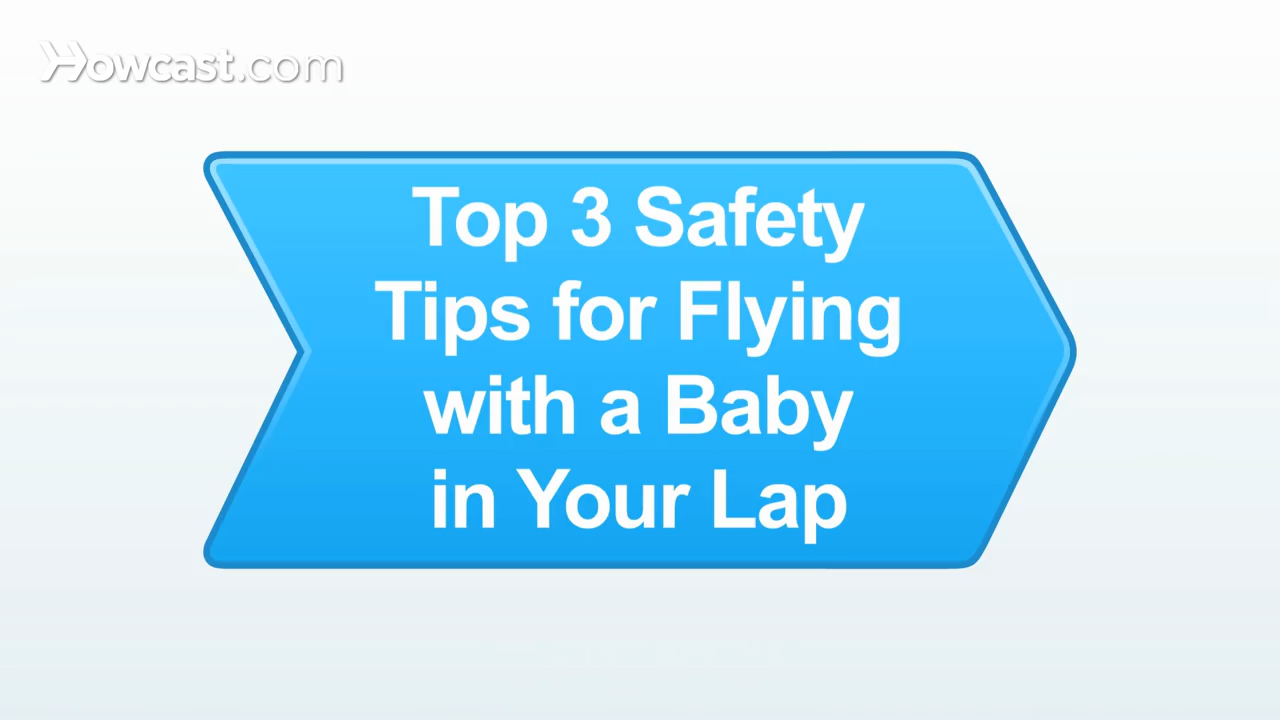 Howcast.com
Top 3 Safety
Tips for Flying
with a Baby
in Your Lap